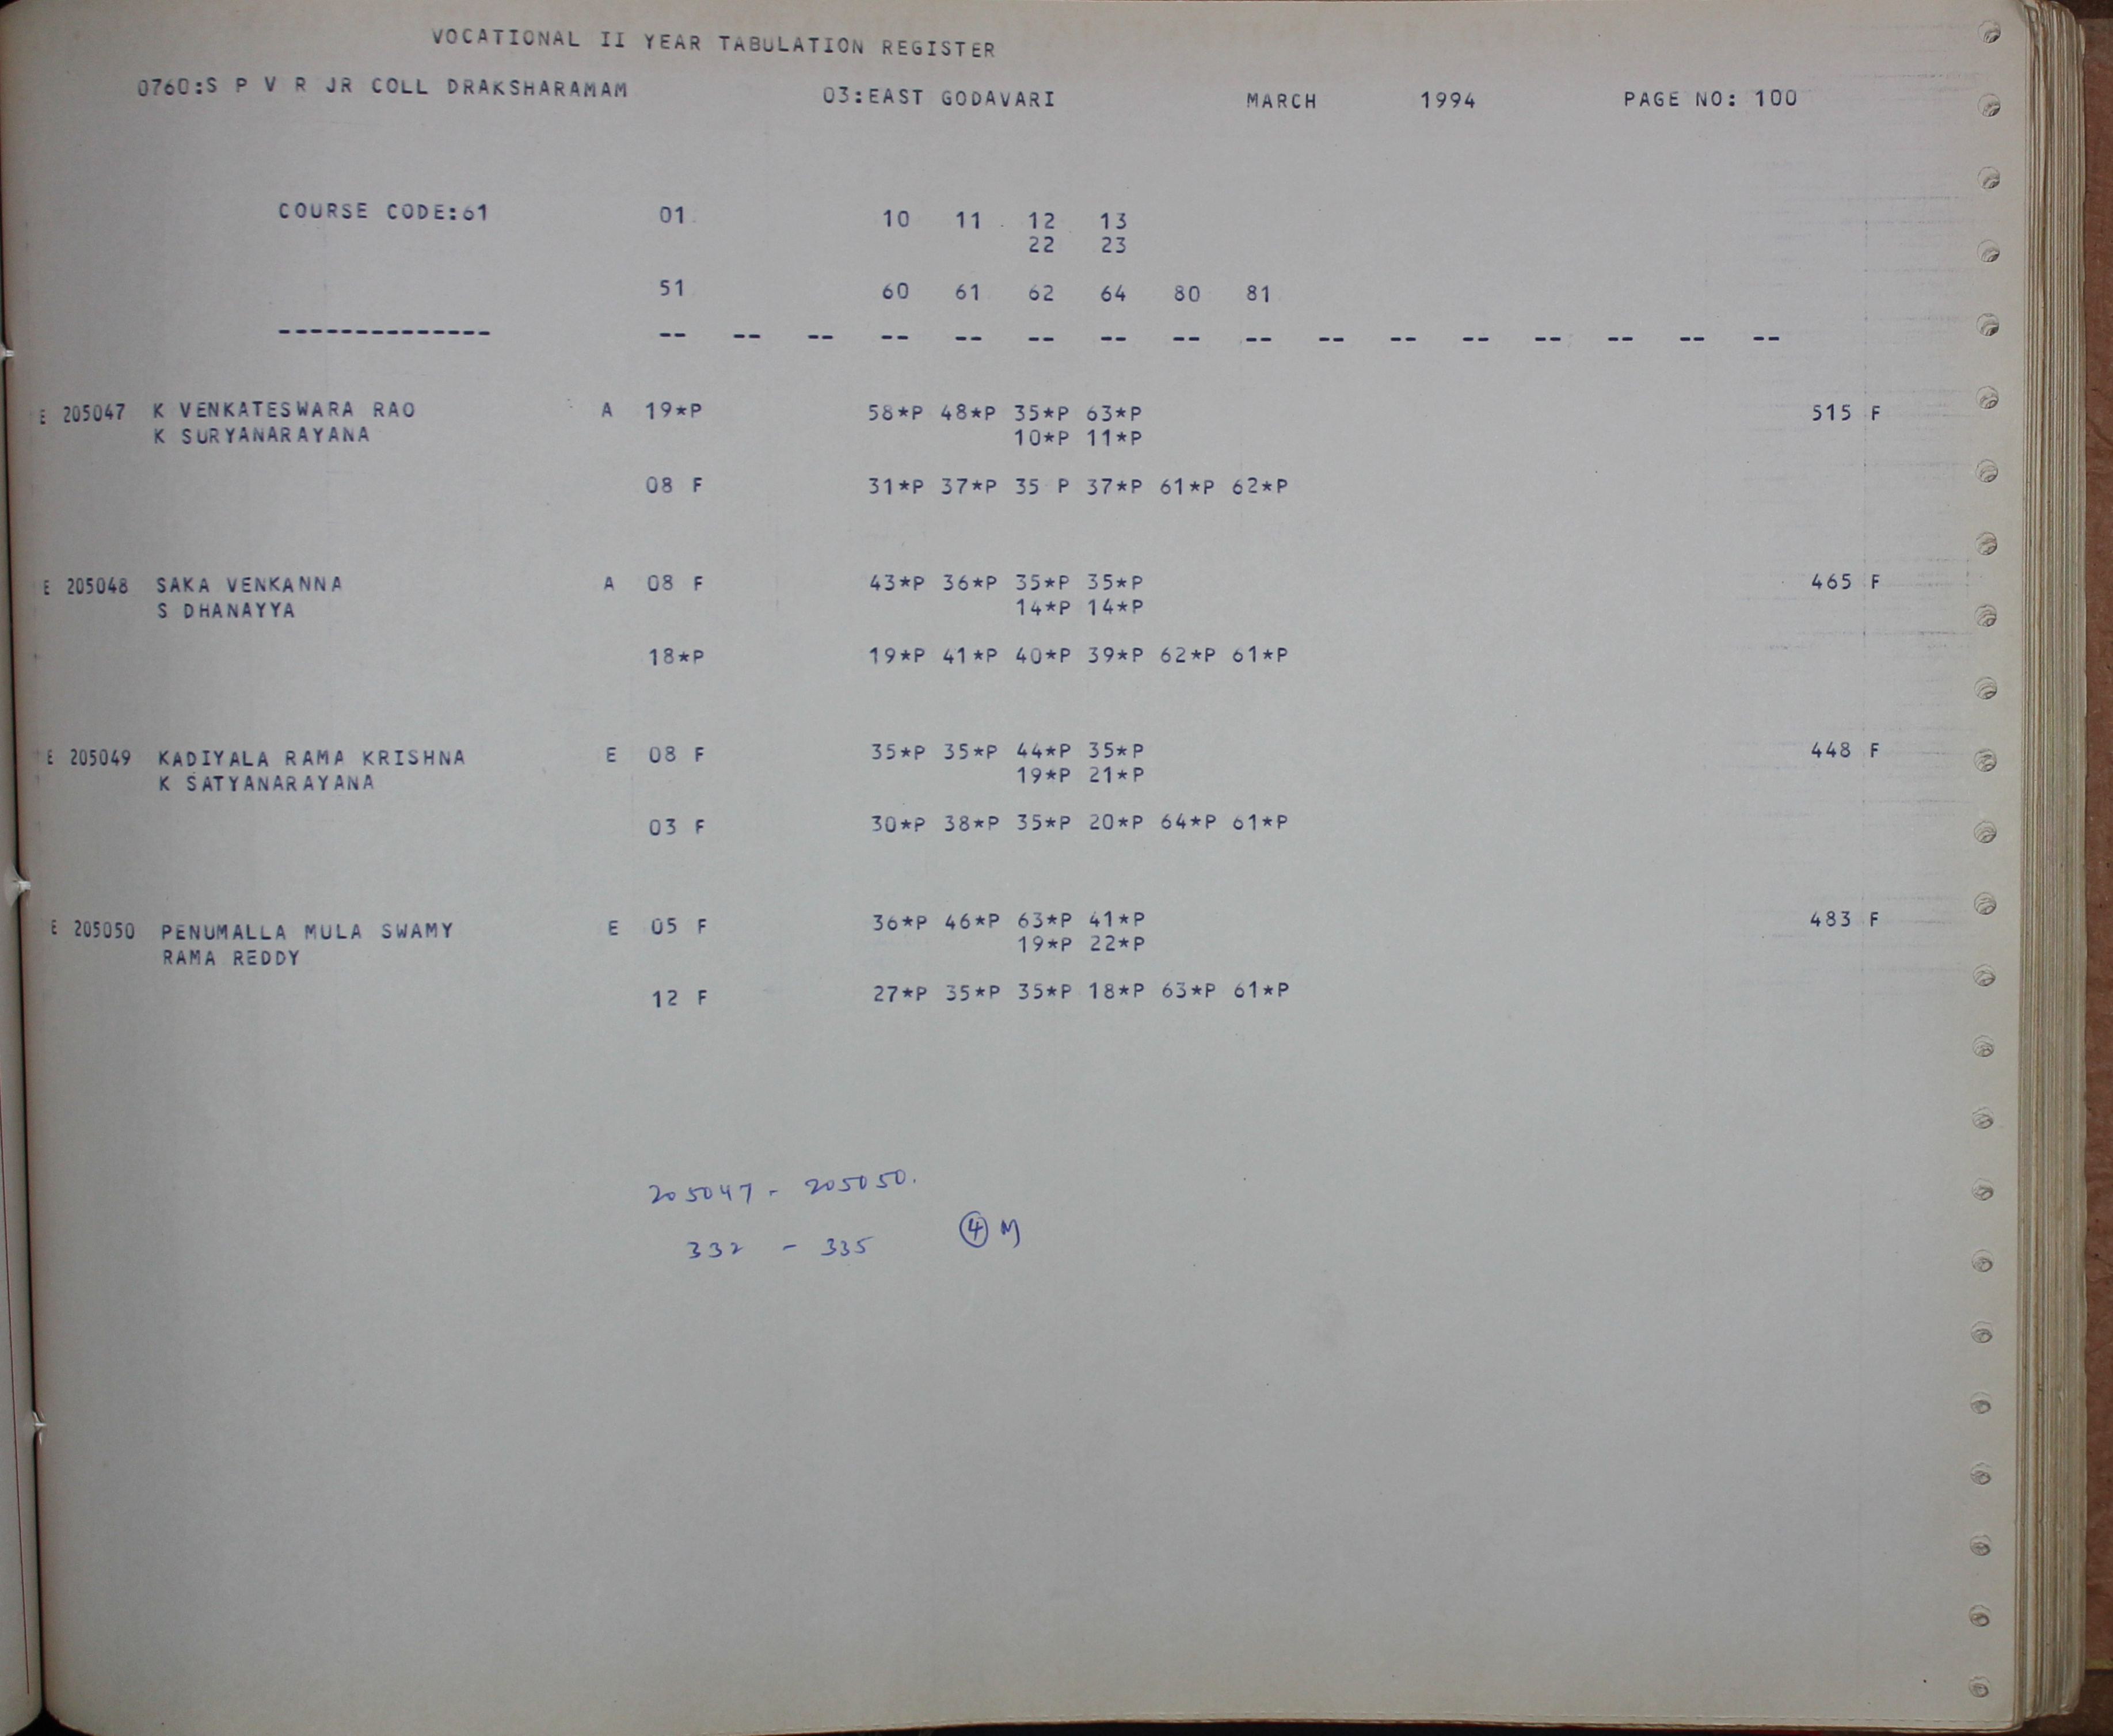 VOCATIONAL II YEAR TABULATION REGISTER
0760:S P V R JR COLL DRAKSHARAMAM 03:EAST GODAVARI MARCH 1994 PAGE NO: 100
COURSE CODE:61 01 10 11 12 13
22 23
51 60 61 62 64 80 81
-------------- -- -- -- -- -- -- -- -- -- -- -- -- -- -- -- --
E 205047 K VENKATESWARA RAO A 19*P 58*P 48*P 35*P 63*P 515 F
K SURYANARAYANA 10*P 11*P
08 F 31*P 37*P 35 P 37*P 61*P 62*P
E 205048 SAKA VENKANNA A 08 F 43*P 36*P 35*P 35*P 465 F
S DHANAYYA 14*P 14*P
18*P 19*P 41*P 40*P 39*P 62*P 61*P
E 205049 KADIYALA RAMA KRISHNA E 08 F 35*P 35*P 44*P 35*P 448 F
K SATYANARAYANA 19*P 21*P
03 F 30*P 38*P 35*P 20*P 64*P 61*P
E 205050 PENUMALLA MULA SWAMY E 05 F 36*P 46*P 63*P 41*P 483 F
RAMA REDDY 19*P 22*P
12 F 27*P 35*P 35*P 18*P 63*P 61*P
205047 - 205050.
332 - 335 4 M